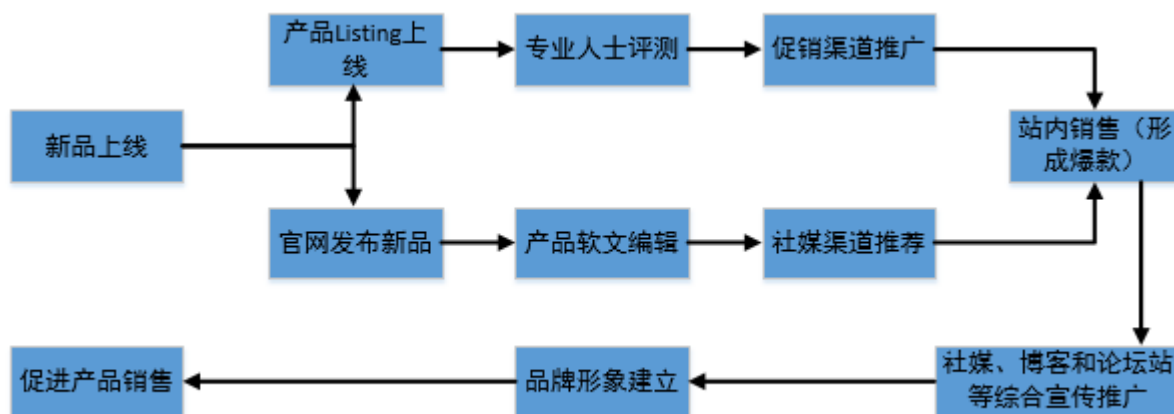 产品Listing上
线
专业人士评测
促销渠道推广
新品上线
站内销售（形
成爆款）
官网发布新品
产品软文编辑
社媒渠道推荐
促进产品销售
品牌形象建立
社媒、博客和论坛站
等综合宣传推广